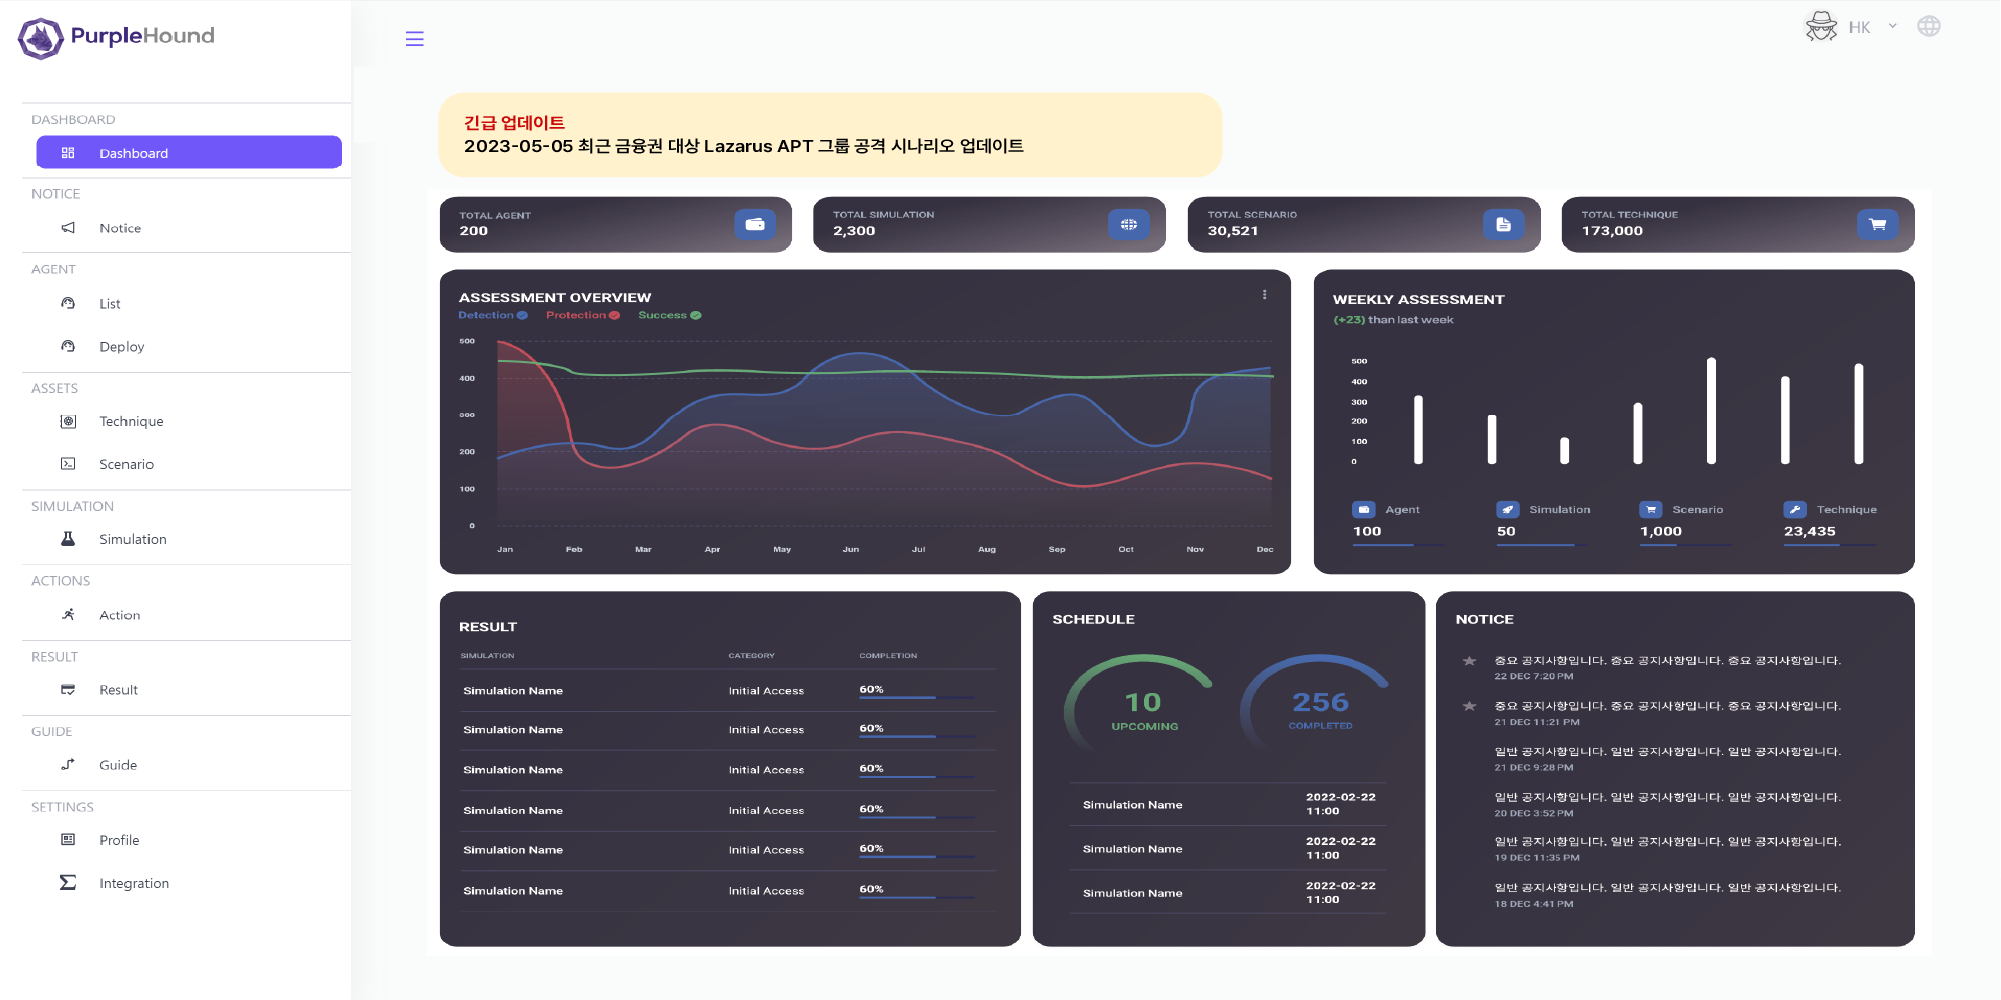 PurpleHound
HK
DASHBOARD
Dashboard
NOTICE
Notice
AGENT
List
Deploy
ASSETS
Technique
Scenario
SIMULATION
Simulation
ACTIONS
Action
RESULT
Result
GUIDE
Guide
SETTINGS
Profile
Integration
긴급 업데이트
2023-05-05 최근 금융권 대상 Lazarus APT 그룹 공격 시나리오 업데이트
TOTAL AGENT
200
TOTAL SIMULATION
2,300
TOTAL SCENARIO
30,521
TOTAL TECHNIQUE
173,000
ASSESSMENT OVERVIEW
Detection Protection Success
500
400
300
200
100
0
Jan Feb Mar Apr May Jun Jul Aug Sep Oct Nov Dec
WEEKLY ASSESSMENT
(+23) than last week
500
400
300
200
100
0
Agent
100
Simulation
50
Scenario
1,000
Technique
23,435
RESULT
SIMULATION CATEGORY COMPLETION
Simulation Name Initial Access 60%
Simulation Name Initial Access 60%
Simulation Name Initial Access 60%
Simulation Name Initial Access 60%
Simulation Name Initial Access 60%
Simulation Name Initial Access 60%
SCHEDULE
10
UPCOMING
256
COMPLETED
Simulation Name 2022-02-22
11:00
Simulation Name 2022-02-22
11:00
Simulation Name 2022-02-22
11:00
NOTICE
중요 공지사항입니다. 중요 공지사항입니다. 중요 공지사항입니다.
22 DEC 7:20 PM
중요 공지사항입니다. 중요 공지사항입니다. 중요 공지사항입니다.
21 DEC 11:21 PM
일반 공지사항입니다. 일반 공지사항입니다. 일반 공지사항입니다.
21 DEC 9:28 PM
일반 공지사항입니다. 일반 공지사항입니다. 일반 공지사항입니다.
20 DEC 3:52 PM
일반 공지사항입니다. 일반 공지사항입니다. 일반 공지사항입니다.
19 DEC 11:35 PM
일반 공지사항입니다. 일반 공지사항입니다. 일반 공지사항입니다.
18 DEC 4:41 PM